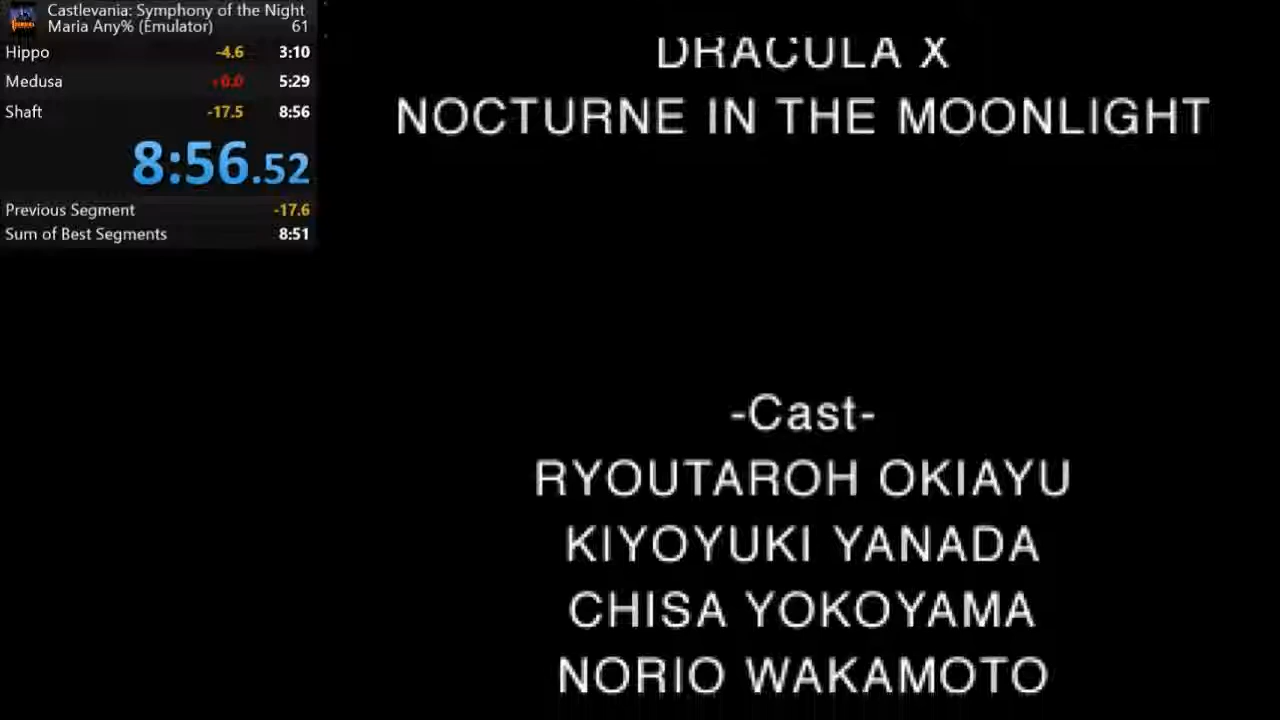 Castlevania: Symphony of the Night
Maria Any% (Emulator) 61
Hippo -4.6 3:10
Medusa +0.0 5:29
Shaft -17.5 8:56
8:56.52
Previous Segment -17.6
Sum of Best Segments 8:51
DRACULA X
NOCTURNE IN THE MOONLIGHT
-Cast-
RYOUTAROH OKIAYU
KIYOYUKI YANADA
CHISA YOKOYAMA
NORIO WAKAMOTO